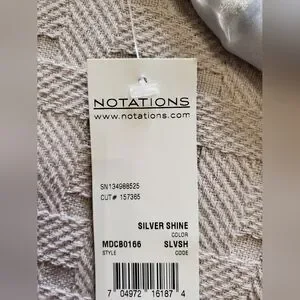 NOTATIONS
www.notations.com
SN134988525
CUT# 157365
SILVER SHINE
COLOR
MDCB0166 SLVSH
STYLE CODE
7 04972 16187 4